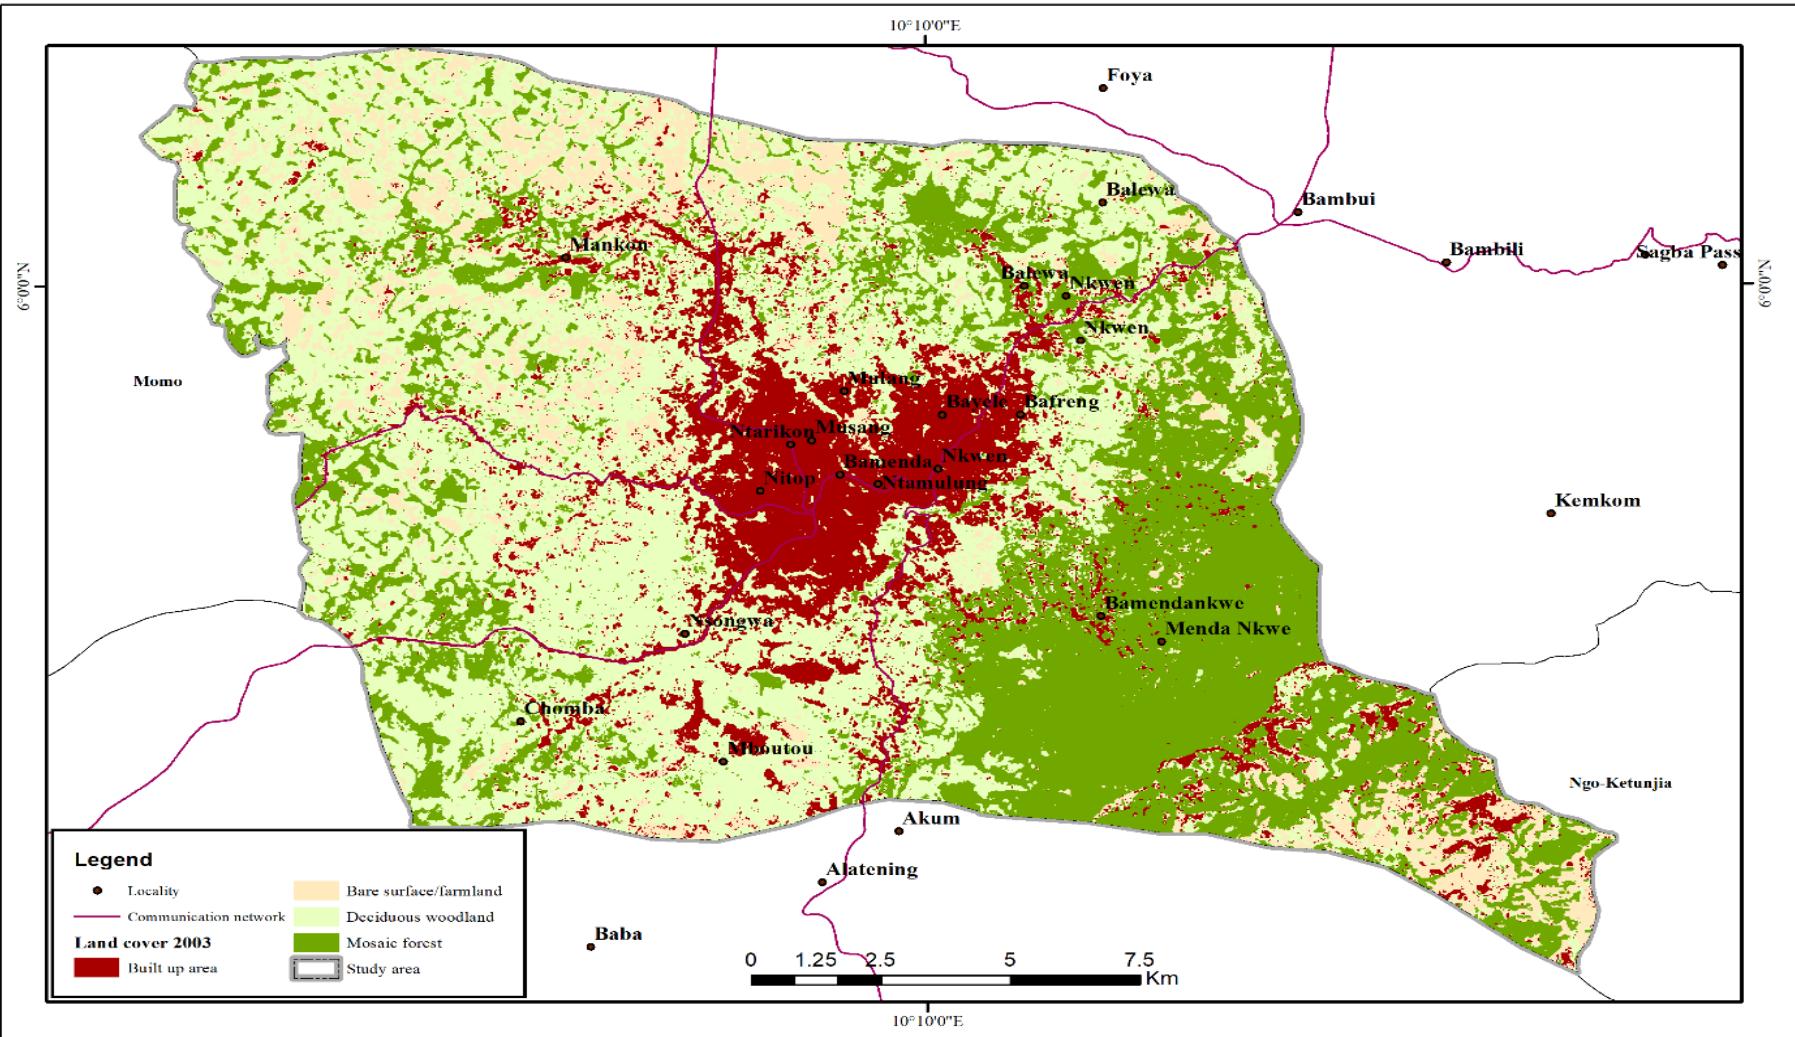 10°10'0"E
Foya
Balewa
Bambui
Mankon
Bambili
Sagba Pass
Balewa
Nkwen
6°0'0"N
6°0'0"N
Nkwen
Momo
Mulang
Bayele
Bafreng
Ntarikon
Musang
Bamenda
Nkwen
Nitop
Ntamulung
Kemkom
Bamendankwe
Nsongwa
Menda Nkwe
Chomba
Mboutou
Ngo-Ketunjia
Akum
Alatening
Baba
Legend
Locality
Communication network
Land cover 2003
Built up area
Bare surface/farmland
Deciduous woodland
Mosaic forest
Study area
0 1.25 2.5 5 7.5
Km
10°10'0"E